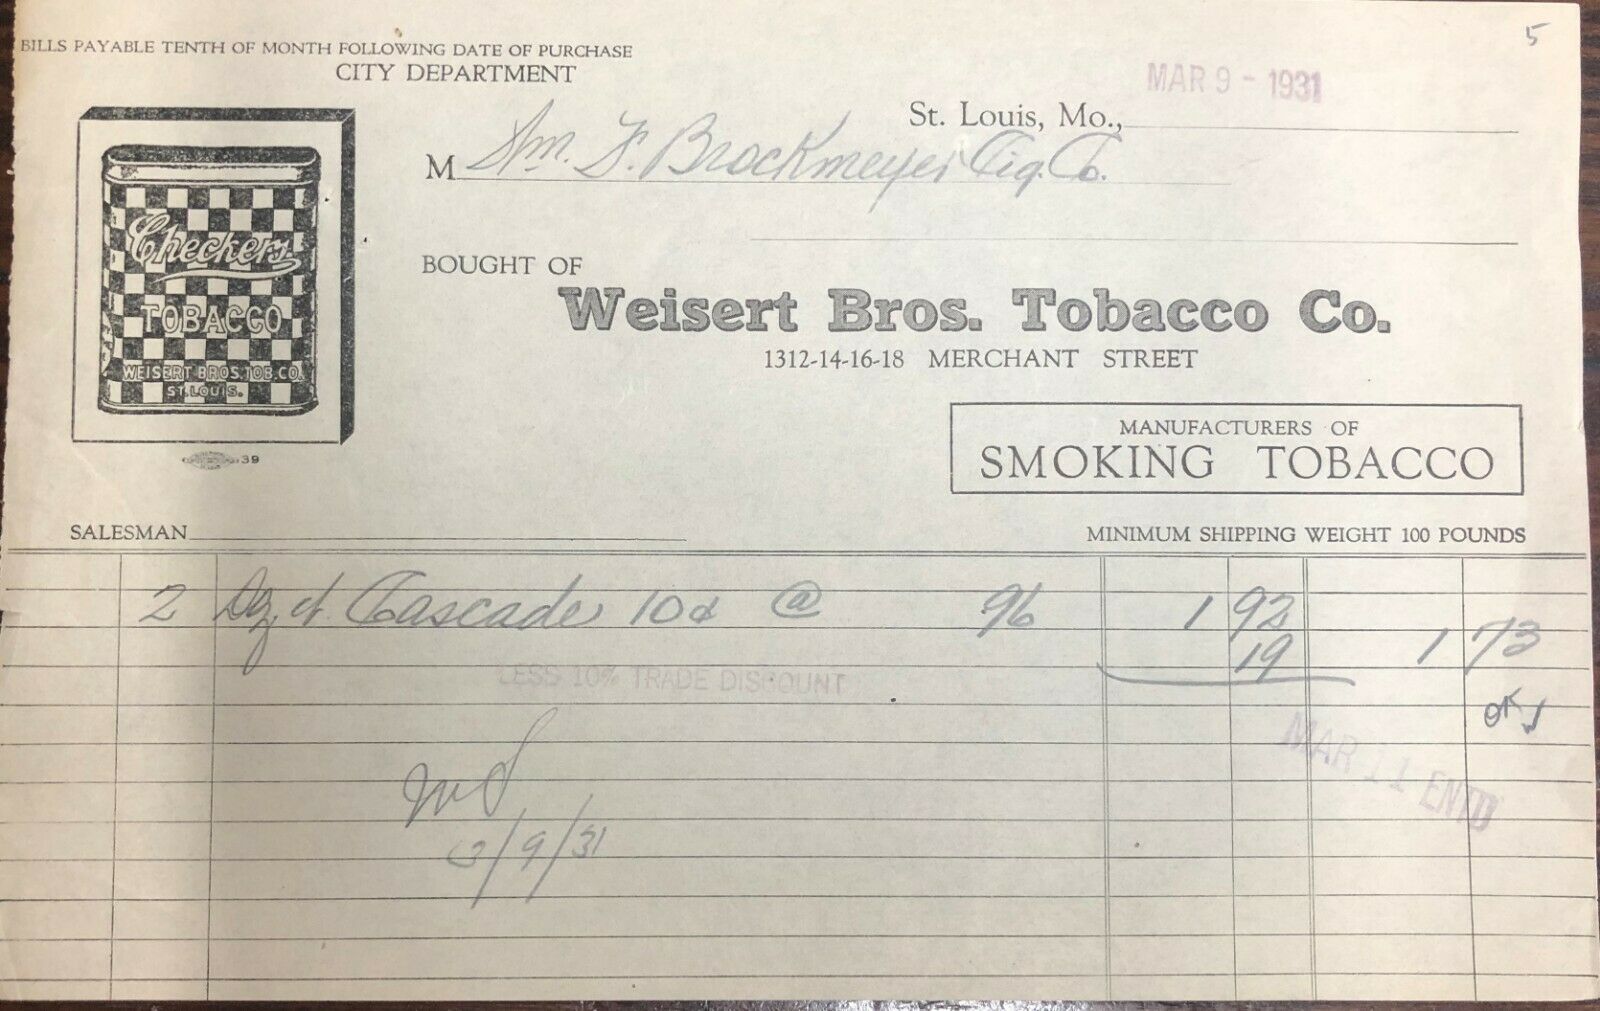 5
BILLS PAYABLE TENTH OF MONTH FOLLOWING DATE OF PURCHASE
CITY DEPARTMENT
MAR 9 - 1931
St. Louis, Mo.,
M Wm. F. Brockmeyer Cig. Co.
Checkers
TOBACCO
WEISERT BROS. TOB. CO.
ST. LOUIS.
39
BOUGHT OF
Weisert Bros. Tobacco Co.
1312-14-16-18 MERCHANT STREET
MANUFACTURERS OF
SMOKING TOBACCO
SALESMAN
MINIMUM SHIPPING WEIGHT 100 POUNDS
2 Dz ct Cascade 10¢ @ 96 1 92
19 1 73
LESS 10% TRADE DISCOUNT
OK
MAR 11 ENT'D
3/9/31